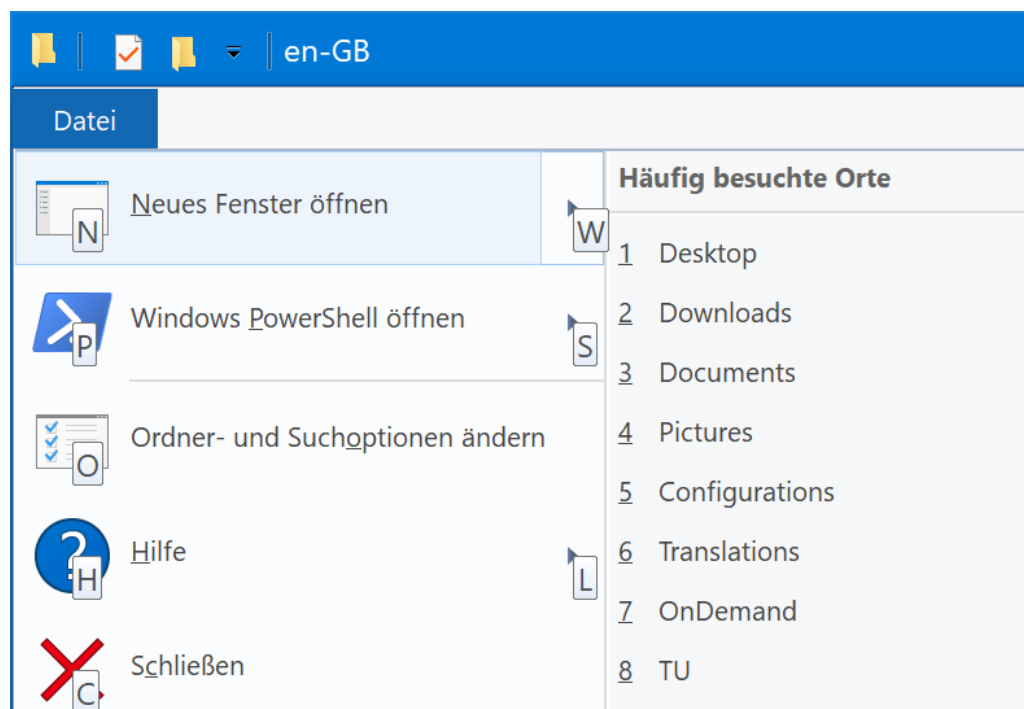 en-GB
Datei
Neues Fenster öffnen
N
W
Windows PowerShell öffnen
P
S
Ordner- und Suchoptionen ändern
O
Hilfe
H
L
Schließen
C
Häufig besuchte Orte
1 Desktop
2 Downloads
3 Documents
4 Pictures
5 Configurations
6 Translations
7 OnDemand
8 TU